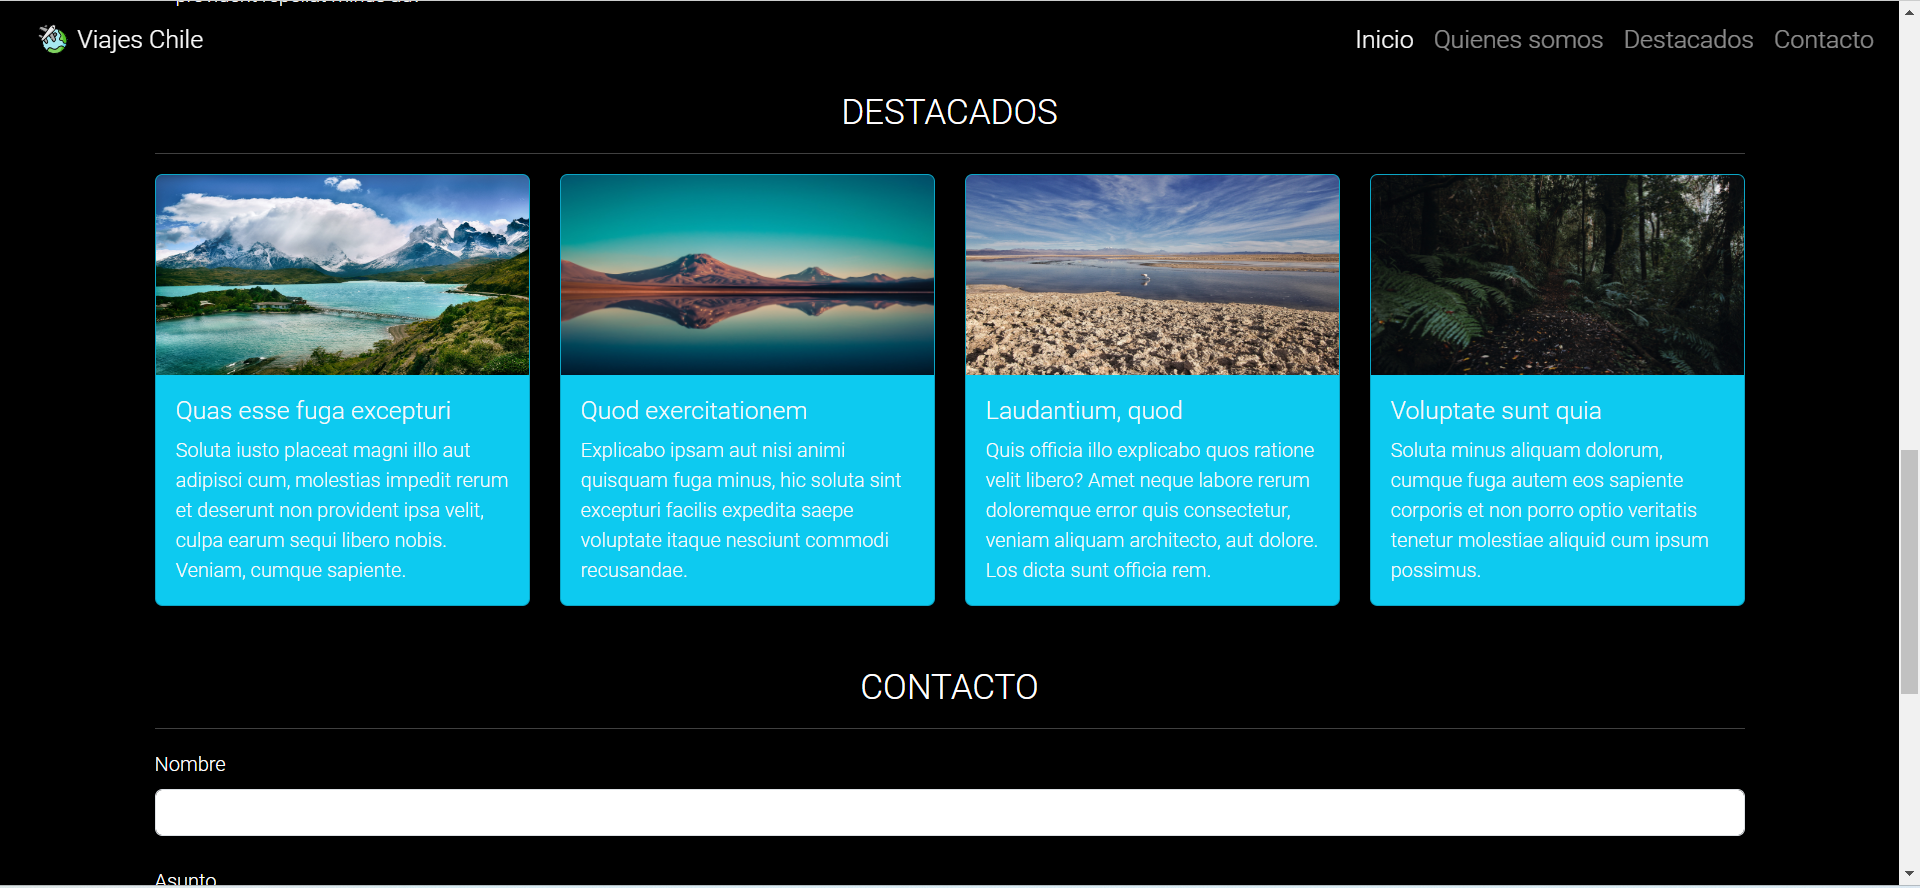 Viajes Chile
Inicio Quienes somos Destacados Contacto
DESTACADOS
Quas esse fuga excepturi
Soluta iusto placeat magni illo aut
adipisci cum, molestias impedit rerum
et deserunt non provident ipsa velit,
culpa earum sequi libero nobis.
Veniam, cumque sapiente.
Quod exercitationem
Explicabo ipsam aut nisi animi
quisquam fuga minus, hic soluta sint
excepturi facilis expedita saepe
voluptate itaque nesciunt commodi
recusandae.
Laudantium, quod
Quis officia illo explicabo quos ratione
velit libero? Amet neque labore rerum
doloremque error quis consectetur,
veniam aliquam architecto, aut dolore.
Los dicta sunt officia rem.
Voluptate sunt quia
Soluta minus aliquam dolorum,
cumque fuga autem eos sapiente
corporis et non porro optio veritatis
tenetur molestiae aliquid cum ipsum
possimus.
CONTACTO
Nombre
Asunto